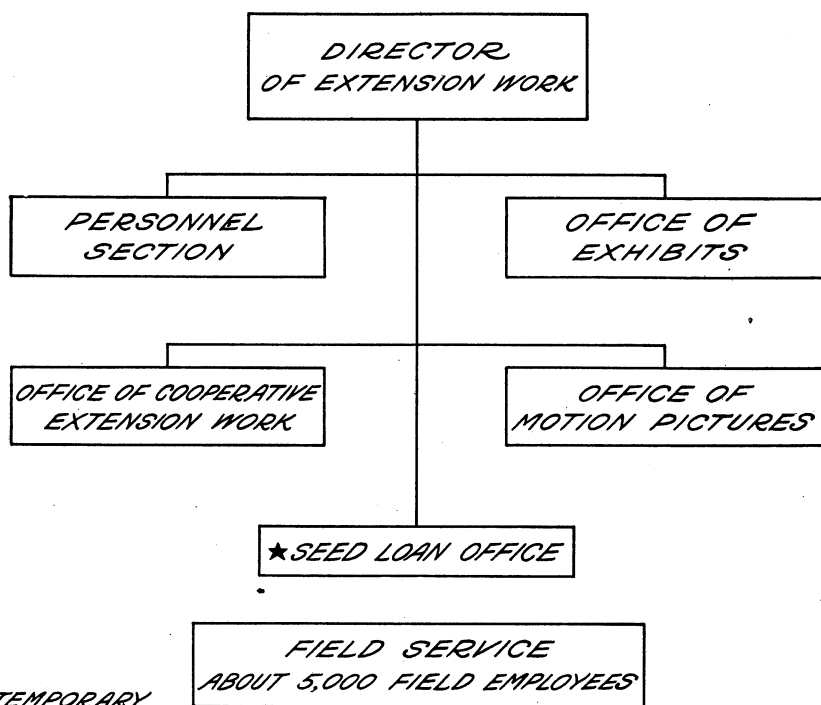 DIRECTOR
OF EXTENSION WORK
PERSONNEL
SECTION
OFFICE OF
EXHIBITS
OFFICE OF COOPERATIVE
EXTENSION WORK
OFFICE OF
MOTION PICTURES
★SEED LOAN OFFICE
FIELD SERVICE
ABOUT 5,000 FIELD EMPLOYEES
TEMPORARY